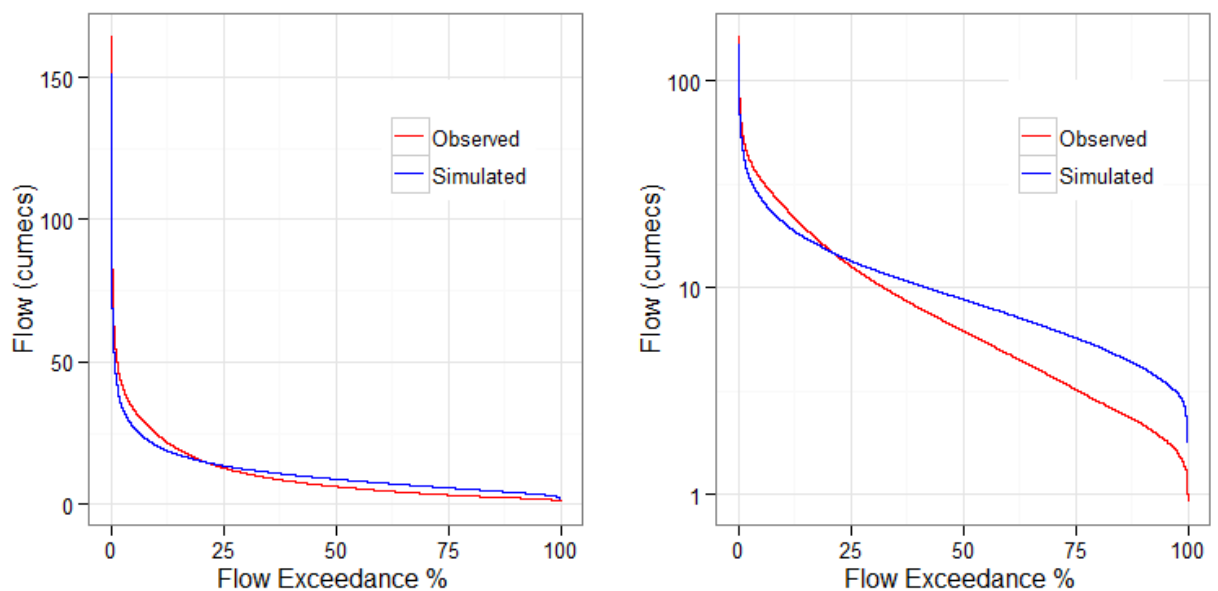 150
100
50
0
Flow (cumecs)
Observed
Simulated
0 25 50 75 100
Flow Exceedance %
100
10
1
Flow (cumecs)
Observed
Simulated
0 25 50 75 100
Flow Exceedance %